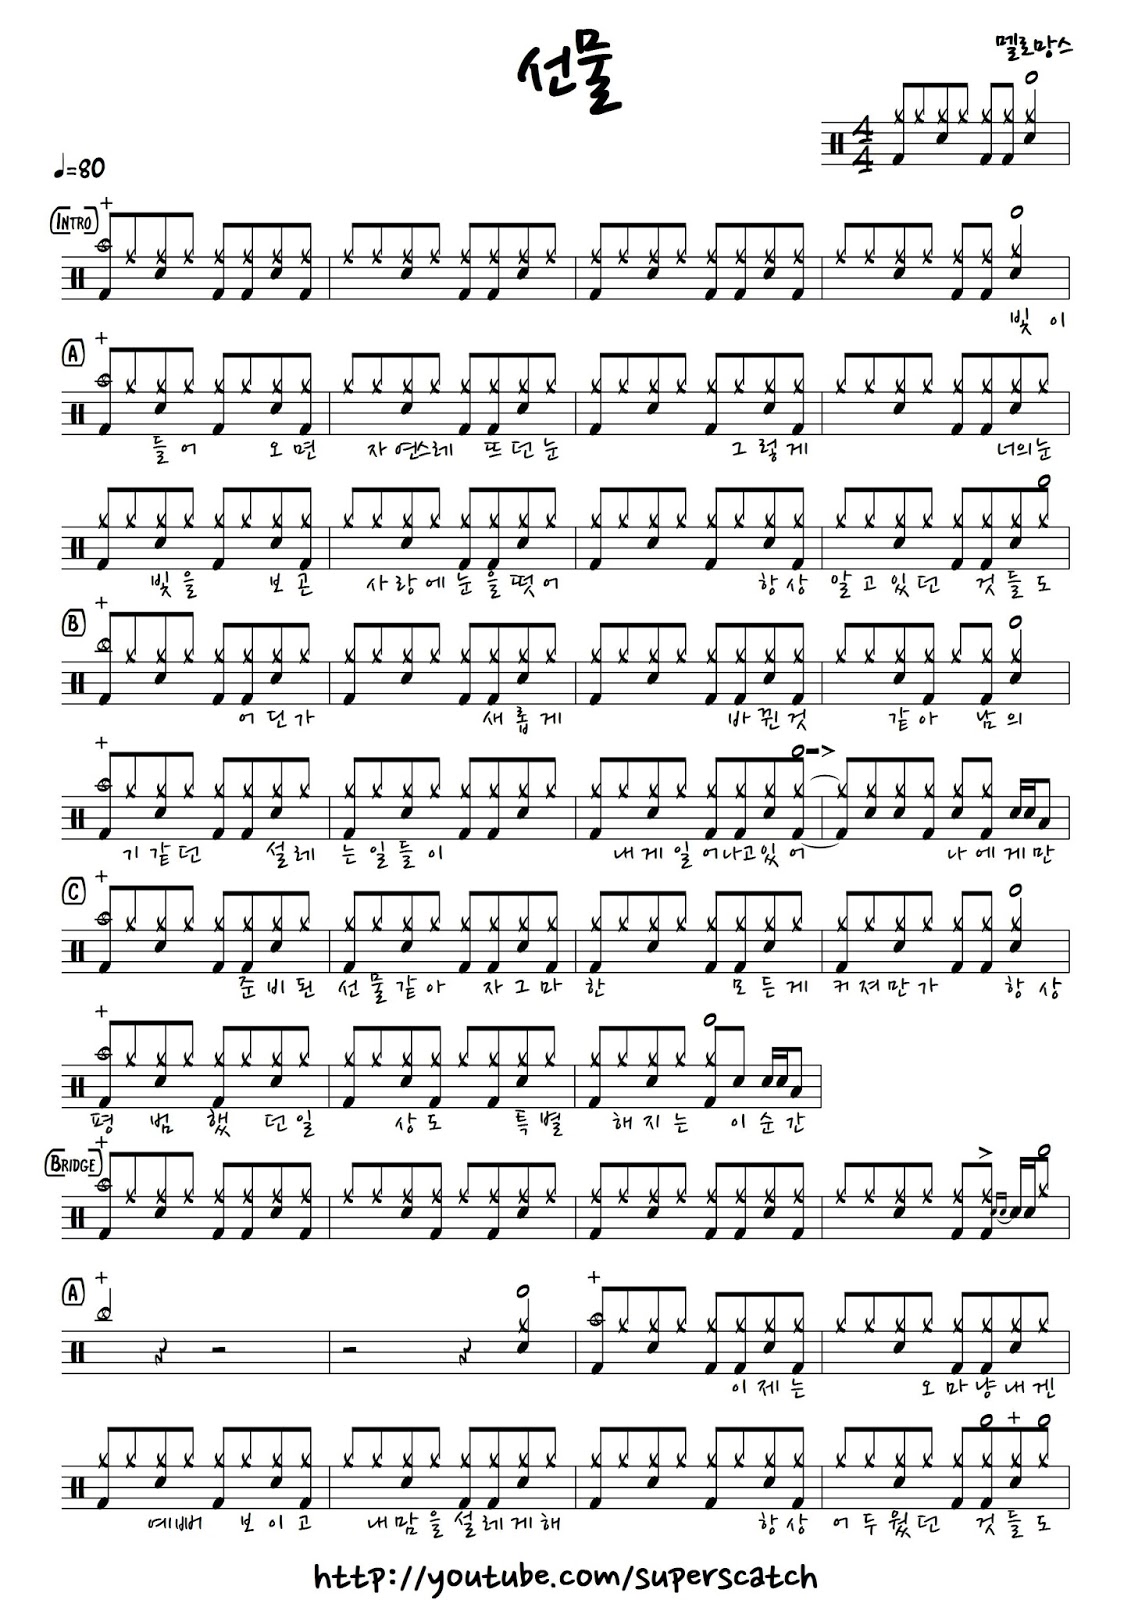 선물
멜로망스
4
4
♩=80
INTRO
빛 이
A
들 어 오 면 자 연스레 뜨 던 눈 그 렇 게 너의눈
빛 을 보 곤 사 랑 에 눈 을 떴 어 항 상 알 고 있 던 것 들 도
B
어 딘 가 새 롭 게 바 뀐 것 같 아 남 의
기 같 던 설 레 는 일 들 이 내 게 일 어나고있 어 나 에 게 만
C
준 비 된 선 물 같 아 자 그 마 한 모 든 게 커 져 만 가 항 상
평 범 했 던 일 상 도 특 별 해 지 는 이 순 간
BRIDGE
A
이 제 는 오 마 냥 내 겐
예뻐 보 이 고 내 맘 을 설 레 게 해 항 상 어 두 웠 던 것 들 도
http://youtube.com/superscatch